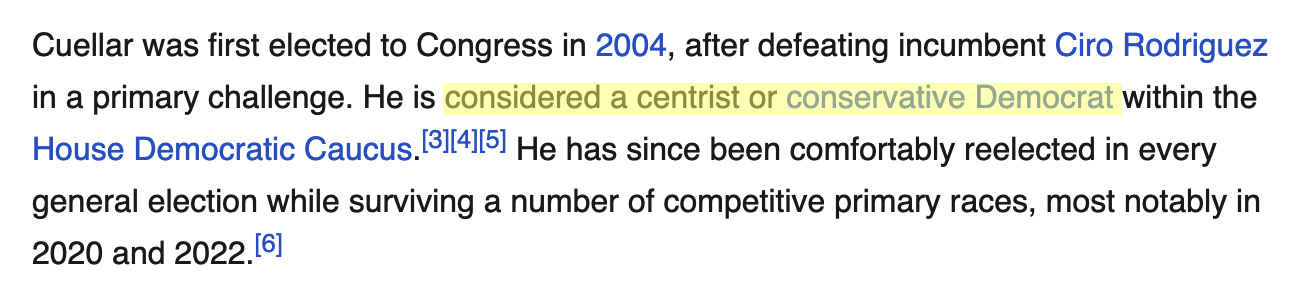 Cuellar was first elected to Congress in 2004, after defeating incumbent Ciro Rodriguez
in a primary challenge. He is considered a centrist or conservative Democrat within the
House Democratic Caucus.[3][4][5] He has since been comfortably reelected in every
general election while surviving a number of competitive primary races, most notably in
2020 and 2022.[6]